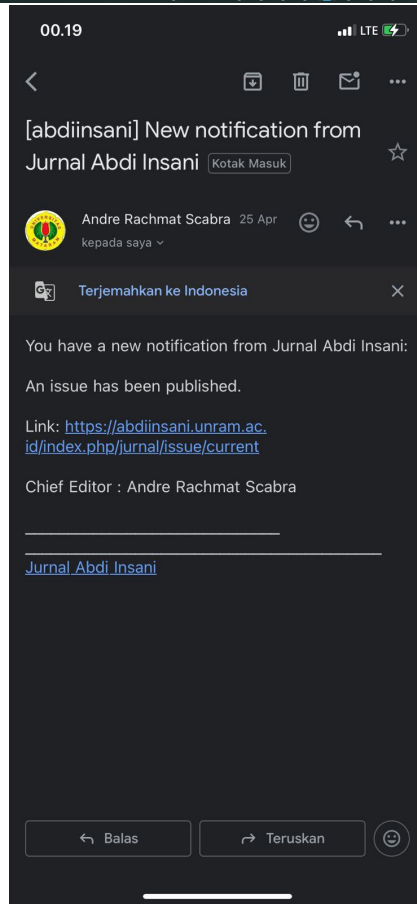 00.19
LTE
[abdiinsani] New notification from
Jurnal Abdi Insani Kotak Masuk
Andre Rachmat Scabra 25 Apr
kepada saya
Terjemahkan ke Indonesia
You have a new notification from Jurnal Abdi Insani:
An issue has been published.
Link: https://abdiinsani.unram.ac.
id/index.php/jurnal/issue/current
Chief Editor : Andre Rachmat Scabra
Jurnal Abdi Insani
Balas
Teruskan